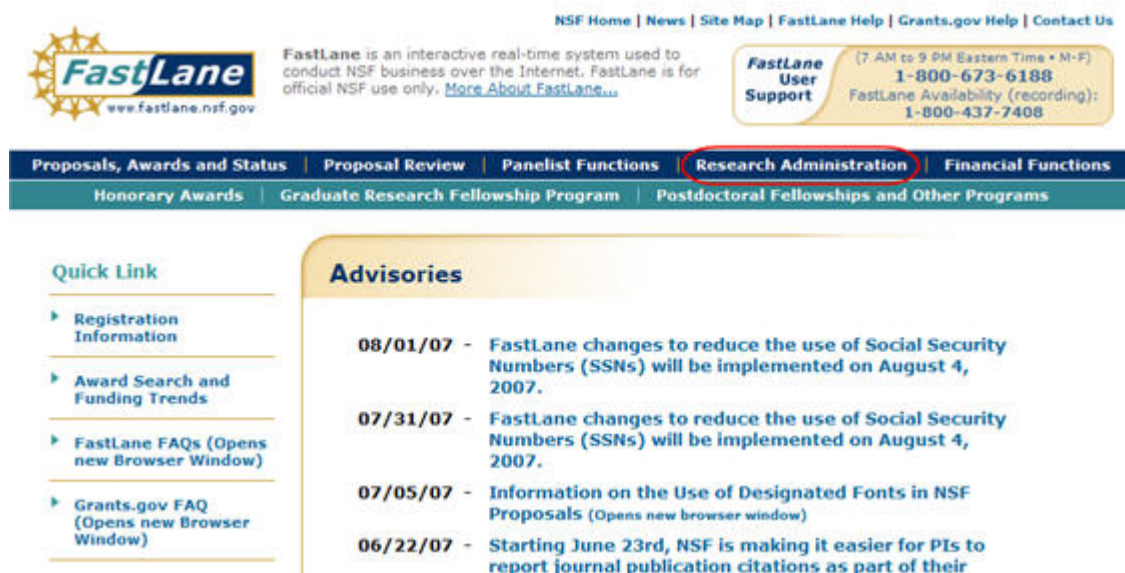 NSF Home | News | Site Map | FastLane Help | Grants.gov Help | Contact Us
FastLane
www.fastlane.nsf.gov
FastLane is an interactive real-time system used to
conduct NSF business over the Internet. FastLane is for
official NSF use only. More About FastLane...
FastLane
User
Support
(7 AM to 9 PM Eastern Time • M-F)
1-800-673-6188
FastLane Availability (recording):
1-800-437-7408
Proposals, Awards and Status | Proposal Review | Panelist Functions | Research Administration | Financial Functions
Honorary Awards | Graduate Research Fellowship Program | Postdoctoral Fellowships and Other Programs
Quick Link
Registration
Information
Award Search and
Funding Trends
FastLane FAQs (Opens
new Browser Window)
Grants.gov FAQ
(Opens new Browser
Window)
Advisories
08/01/07 - FastLane changes to reduce the use of Social Security
Numbers (SSNs) will be implemented on August 4,
2007.
07/31/07 - FastLane changes to reduce the use of Social Security
Numbers (SSNs) will be implemented on August 4,
2007.
07/05/07 - Information on the Use of Designated Fonts in NSF
Proposals (Opens new browser window)
06/22/07 - Starting June 23rd, NSF is making it easier for PIs to
report journal publication citations as part of their